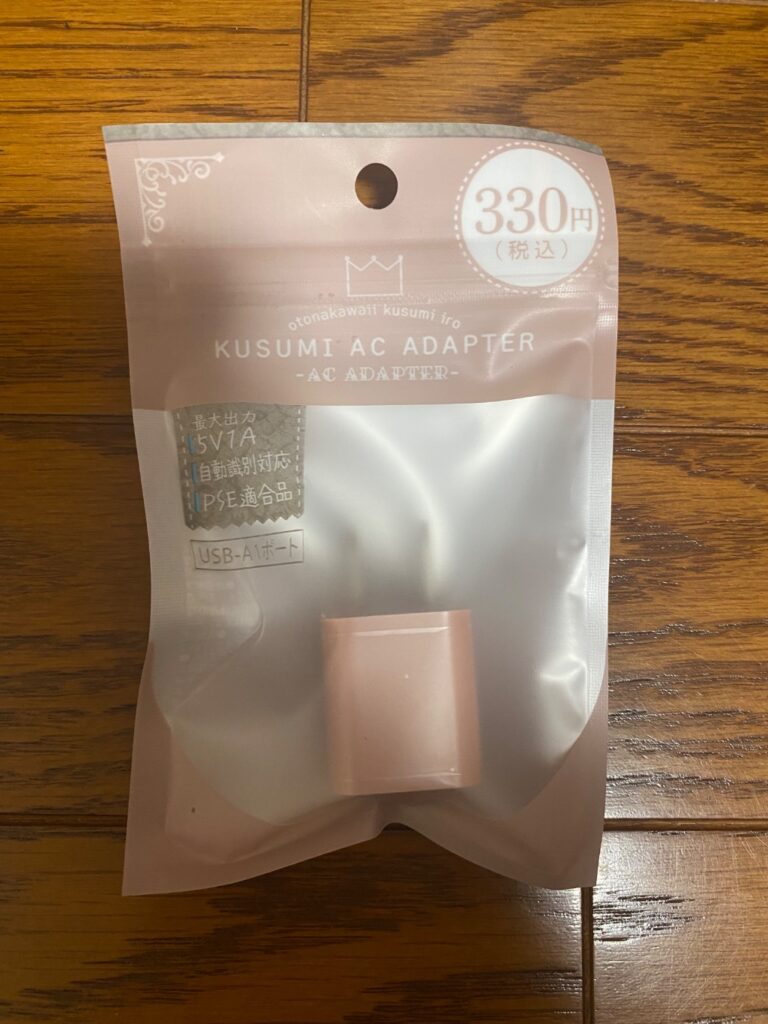 330円
(税込)
otonakawaii kusumi iro
KUSUMI AC ADAPTER
-AC ADAPTER-
最大出力
5V1A
自動識別対応
PSE適合品
USB-A1ポート